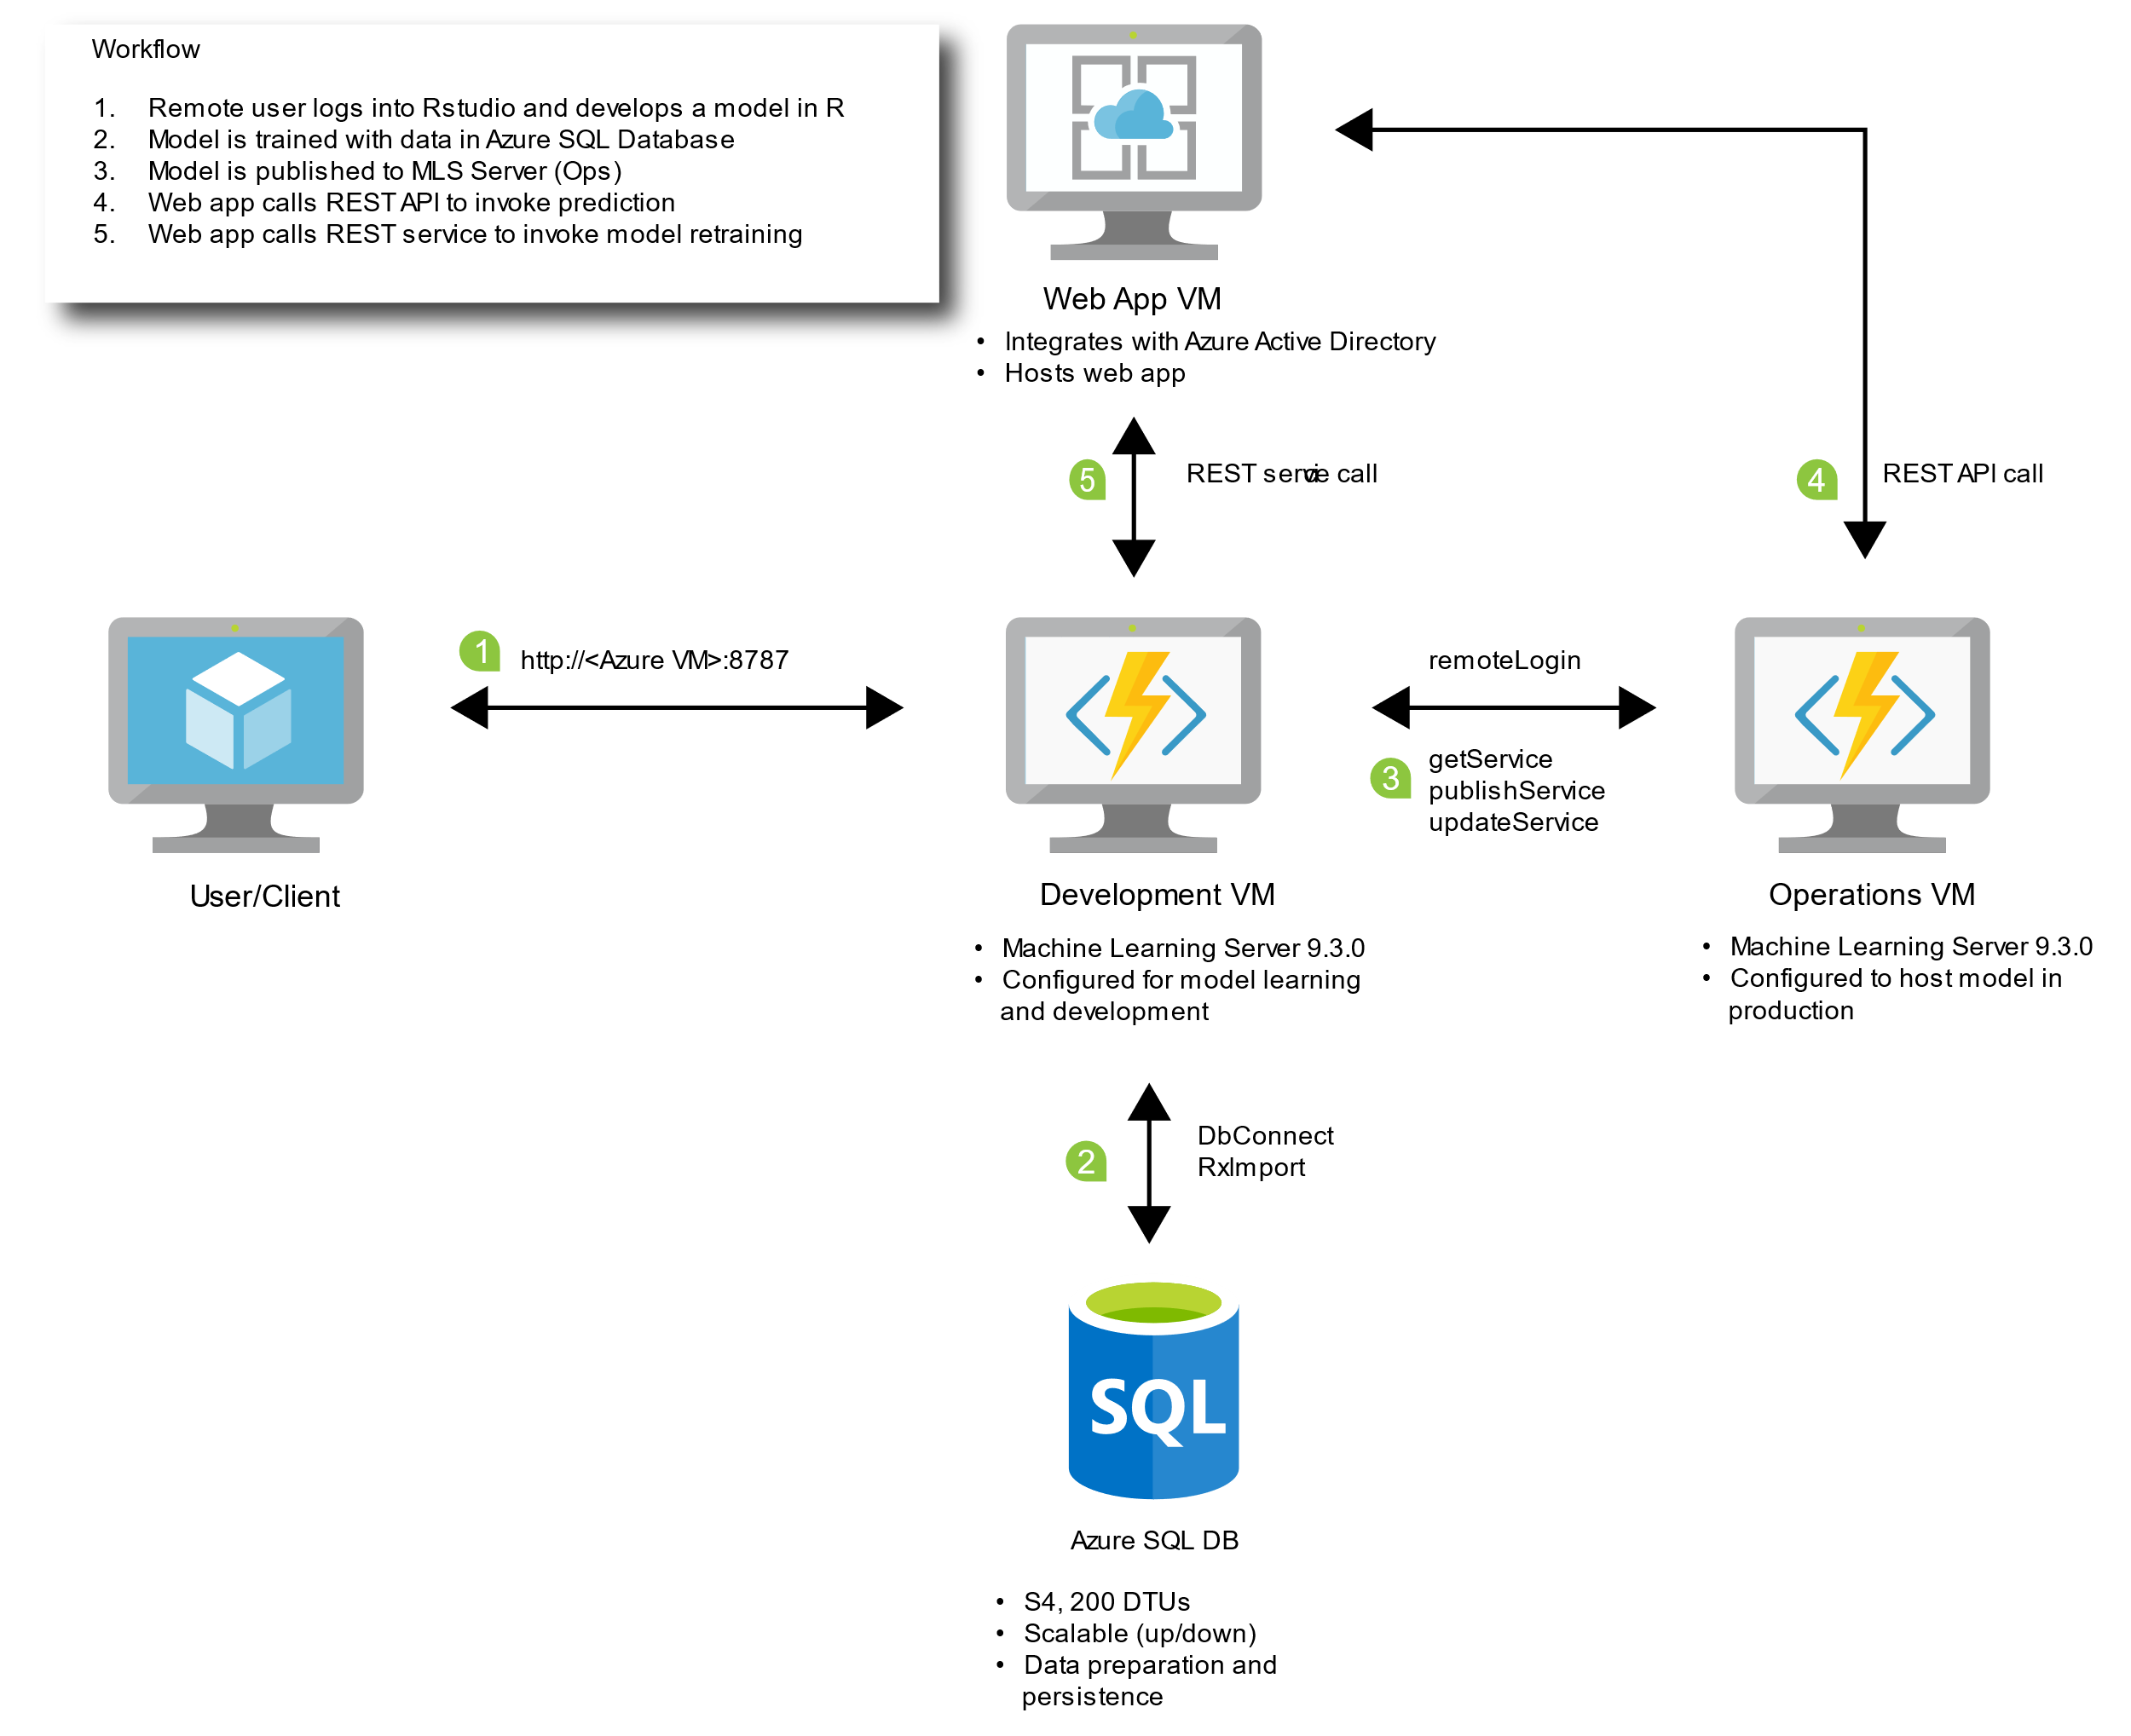 Workflow
1. Remote user logs into Rstudio and develops a model in R
2. Model is trained with data in Azure SQL Database
3. Model is published to MLS Server (Ops)
4. Web app calls REST API to invoke prediction
5. Web app calls REST service to invoke model retraining
Web App VM
• Integrates with Azure Active Directory
• Hosts web app
5
REST service call
4
REST API call
1
http://<Azure VM>:8787
remoteLogin
3
getService
publishService
updateService
User/Client
Development VM
• Machine Learning Server 9.3.0
• Configured for model learning
and development
Operations VM
• Machine Learning Server 9.3.0
• Configured to host model in
production
2
DbConnect
RxImport
SQL
Azure SQL DB
• S4, 200 DTUs
• Scalable (up/down)
• Data preparation and
persistence